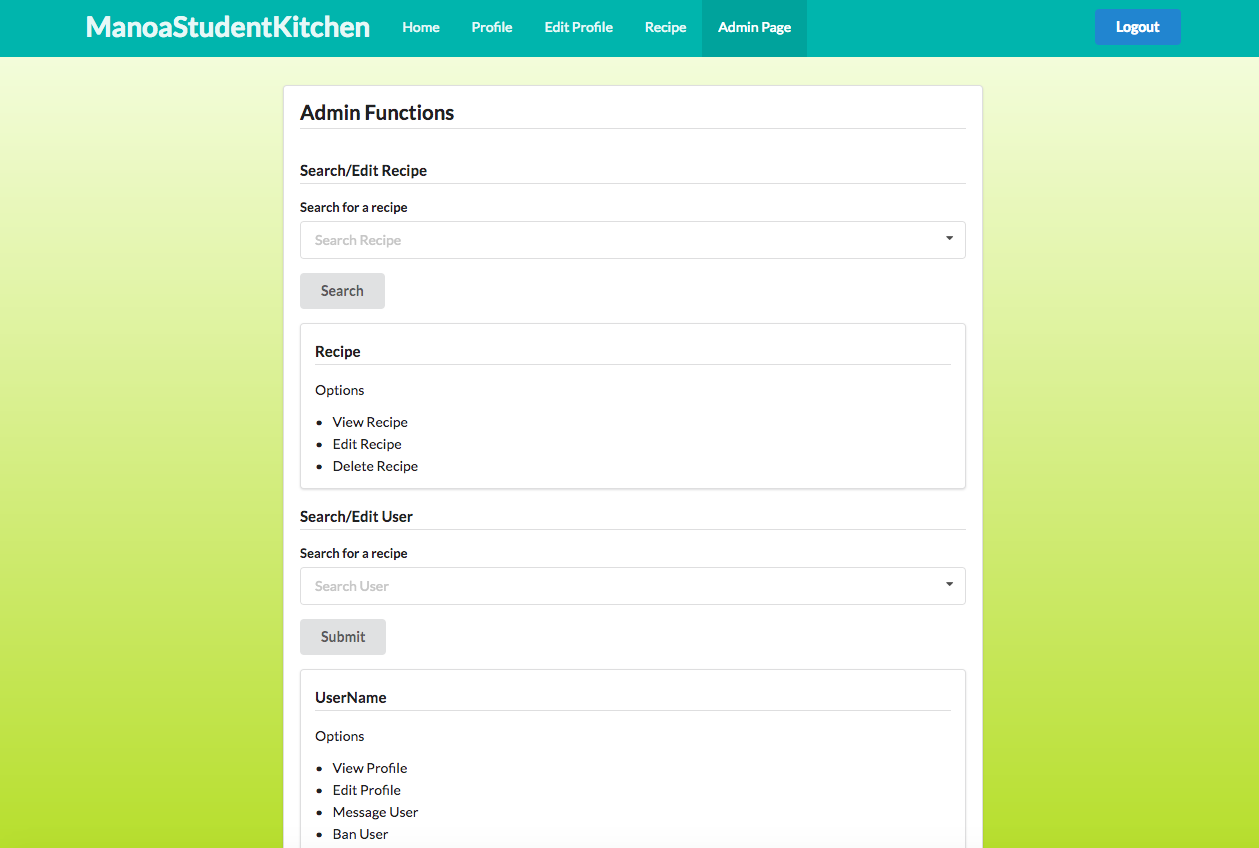 ManoaStudentKitchen Home Profile Edit Profile Recipe Admin Page Logout
Admin Functions
Search/Edit Recipe
Search for a recipe
Search Recipe
Search
Recipe
Options
View Recipe
Edit Recipe
Delete Recipe
Search/Edit User
Search for a recipe
Search User
Submit
UserName
Options
View Profile
Edit Profile
Message User
Ban User